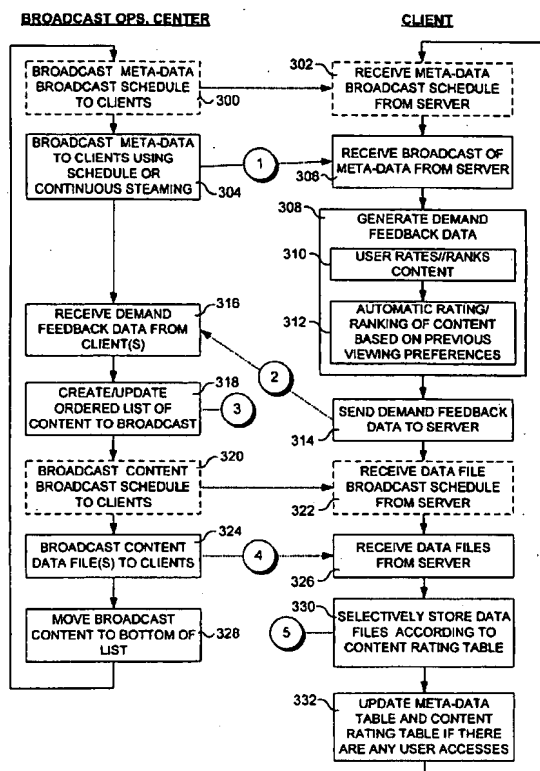 BROADCAST OPS. CENTER
CLIENT
BROADCAST META-DATA
BROADCAST SCHEDULE
TO CLIENTS
300
302
RECEIVE META-DATA
BROADCAST SCHEDULE
FROM SERVER
BROADCAST META-DATA
TO CLIENTS USING
SCHEDULE OR
CONTINUOUS STEAMING
304
1
RECEIVE BROADCAST OF
META-DATA FROM SERVER
306
308
GENERATE DEMAND
FEEDBACK DATA
310
USER RATES//RANKS
CONTENT
312
AUTOMATIC RATING/
RANKING OF CONTENT
BASED ON PREVIOUS
VIEWING PREFERENCES
316
RECEIVE DEMAND
FEEDBACK DATA FROM
CLIENT(S)
2
318
CREATE/UPDATE
ORDERED LIST OF
CONTENT TO BROADCAST
3
SEND DEMAND FEEDBACK
DATA TO SERVER
314
320
BROADCAST CONTENT
BROADCAST SCHEDULE
TO CLIENTS
RECEIVE DATA FILE
BROADCAST SCHEDULE
FROM SERVER
322
324
BROADCAST CONTENT
DATA FILE(S) TO CLIENTS
4
RECEIVE DATA FILES
FROM SERVER
326
MOVE BROADCAST
CONTENT TO BOTTOM OF
LIST
328
330
SELECTIVELY STORE DATA
FILES ACCORDING TO
CONTENT RATING TABLE
5
332
UPDATE META-DATA
TABLE AND CONTENT
RATING TABLE IF THERE
ARE ANY USER ACCESSES